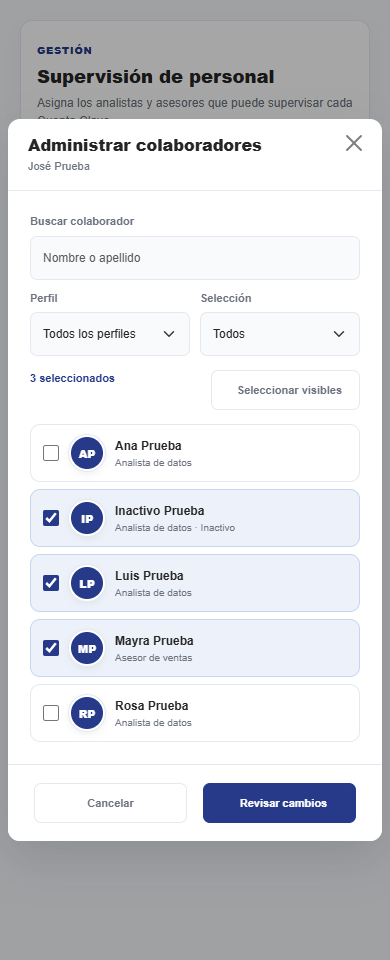 GESTIÓN
Supervisión de personal
Asigna los analistas y asesores que puede supervisar cada
Administrar colaboradores
José Prueba
Buscar colaborador
Nombre o apellido
Perfil
Selección
Todos los perfiles
Todos
3 seleccionados
Seleccionar visibles
AP
Ana Prueba
Analista de datos
IP
Inactivo Prueba
Analista de datos · Inactivo
LP
Luis Prueba
Analista de datos
MP
Mayra Prueba
Asesor de ventas
RP
Rosa Prueba
Analista de datos
Cancelar
Revisar cambios